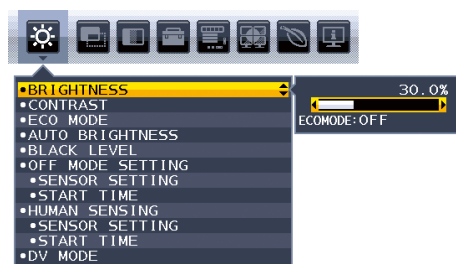 •BRIGHTNESS
30.0%
ECOMODE:OFF
•CONTRAST
•ECO MODE
•AUTO BRIGHTNESS
•BLACK LEVEL
•OFF MODE SETTING
•SENSOR SETTING
•START TIME
•HUMAN SENSING
•SENSOR SETTING
•START TIME
•DV MODE